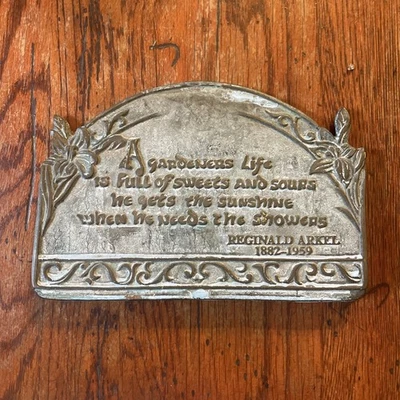 A
GARDENERS LIFE
IS FULL OF SWEETS AND SOURS
HE GETS THE SUNSHINE
WHEN HE NEEDS THE SHOWERS
REGINALD ARKEL
1882-1959